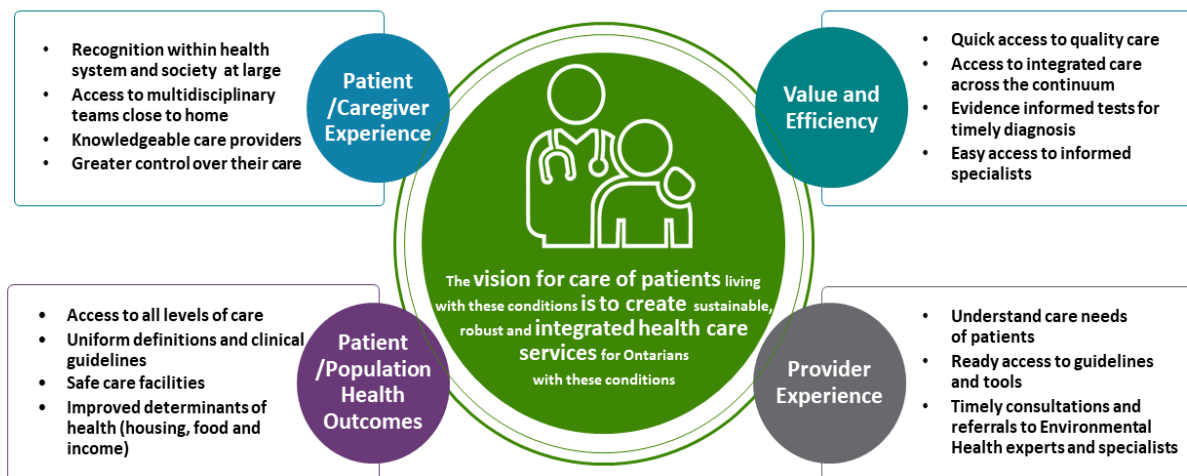 • Recognition within health
system and society at large
• Access to multidisciplinary
teams close to home
• Knowledgeable care providers
• Greater control over their care
Patient
/Caregiver
Experience
Value and
Efficiency
• Quick access to quality care
• Access to integrated care
across the continuum
• Evidence informed tests for
timely diagnosis
• Easy access to informed
specialists
The vision for care of patients living
with these conditions is to create sustainable,
robust and integrated health care
services for Ontarians
with these conditions
• Access to all levels of care
• Uniform definitions and clinical
guidelines
• Safe care facilities
• Improved determinants of
health (housing, food and
income)
Patient
/Population
Health
Outcomes
Provider
Experience
• Understand care needs
of patients
• Ready access to guidelines
and tools
• Timely consultations and
referrals to Environmental
Health experts and specialists